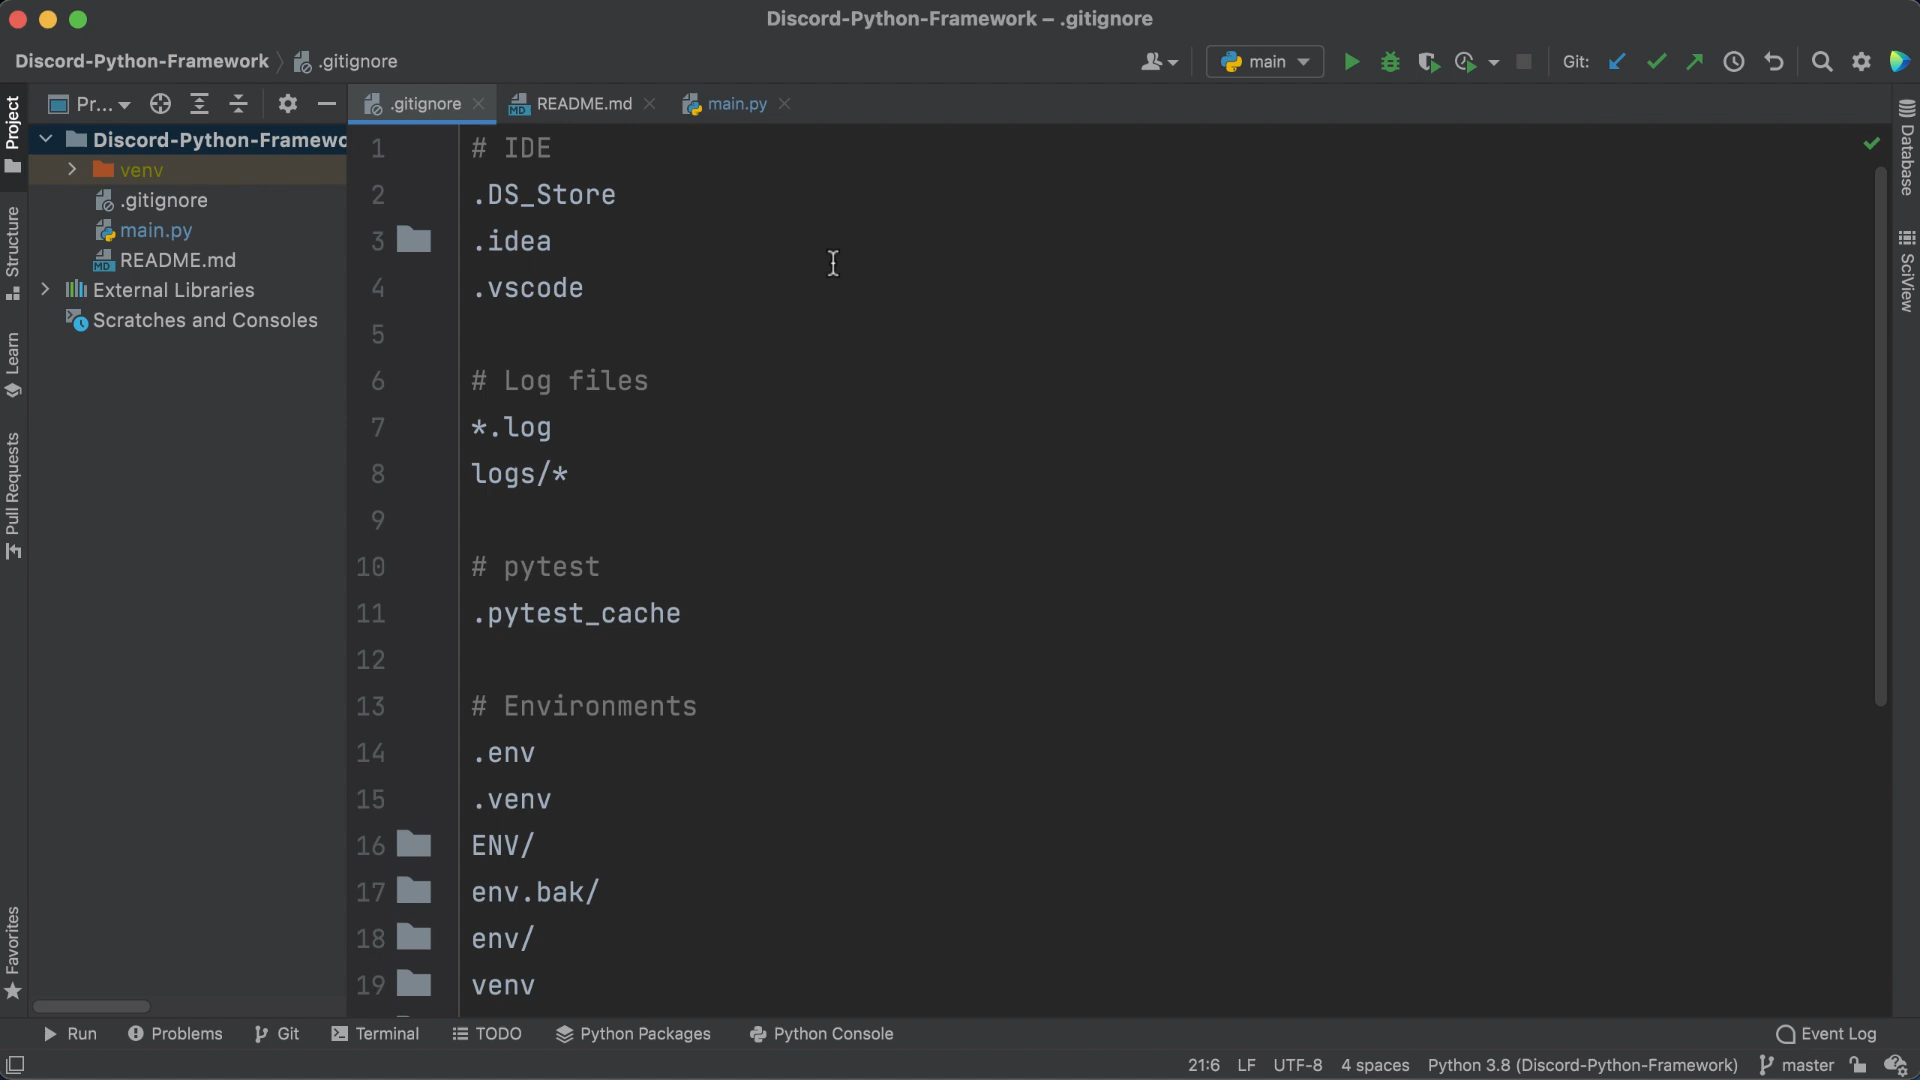 Discord-Python-Framework – .gitignore
Discord-Python-Framework .gitignore
main
Git:
Pr...
.gitignore
README.md
main.py
Project
Structure
Learn
Pull Requests
Favorites
Discord-Python-Framewo
venv
.gitignore
main.py
README.md
External Libraries
Scratches and Consoles
1 # IDE
2 .DS_Store
3 .idea
4 .vscode
5
6 # Log files
7 *.log
8 logs/*
9
10 # pytest
11 .pytest_cache
12
13 # Environments
14 .env
15 .venv
16 ENV/
17 env.bak/
18 env/
19 venv
Database
SciView
Run Problems Git Terminal TODO Python Packages Python Console Event Log
21:6 LF UTF-8 4 spaces Python 3.8 (Discord-Python-Framework) master